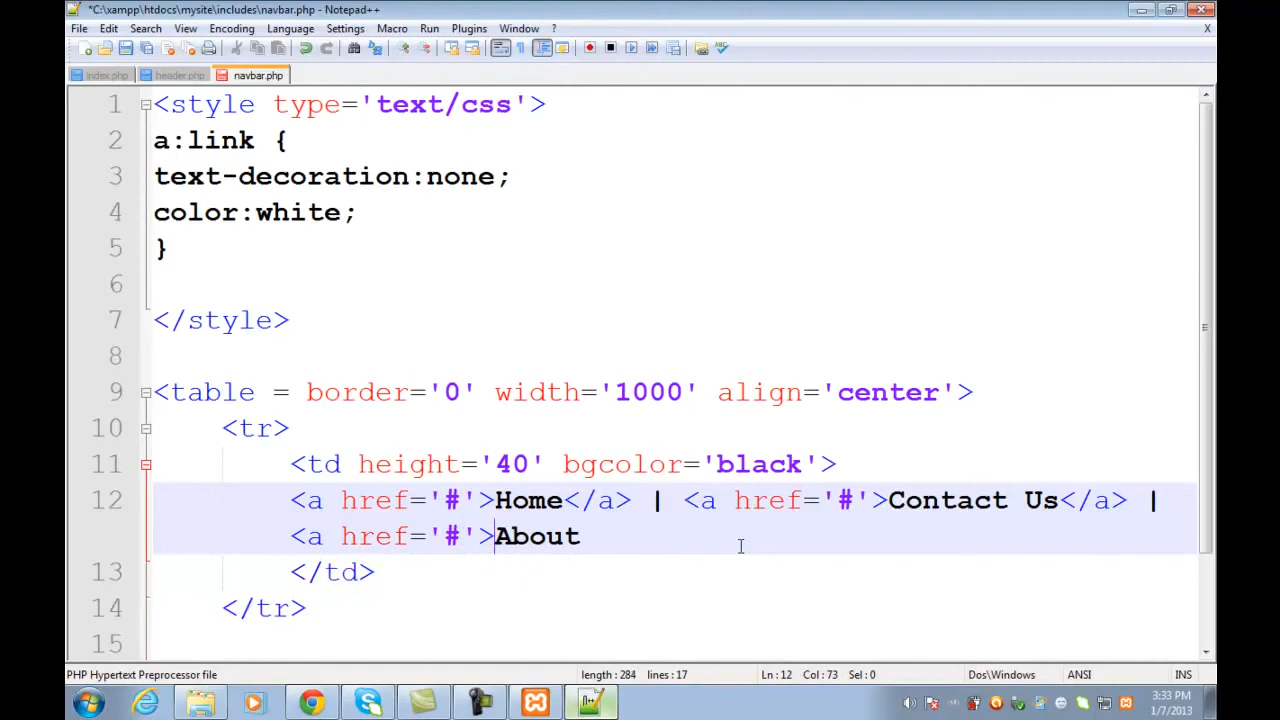 *C:\xampp\htdocs\mysite\includes\navbar.php - Notepad++
File Edit Search View Encoding Language Settings Macro Run Plugins Window ?
X
index.php header.php navbar.php
1 <style type='text/css'>
2 a:link {
3 text-decoration:none;
4 color:white;
5 }
6
7 </style>
8
9 <table = border='0' width='1000' align='center'>
10 <tr>
11 <td height='40' bgcolor='black'>
12 <a href='#'>Home</a> | <a href='#'>Contact Us</a> |
<a href='#'>About
13 </td>
14 </tr>
15
PHP Hypertext Preprocessor file length : 284 lines : 17 Ln : 12 Col : 73 Sel : 0 Dos\Windows ANSI INS
3:33 PM
1/7/2013